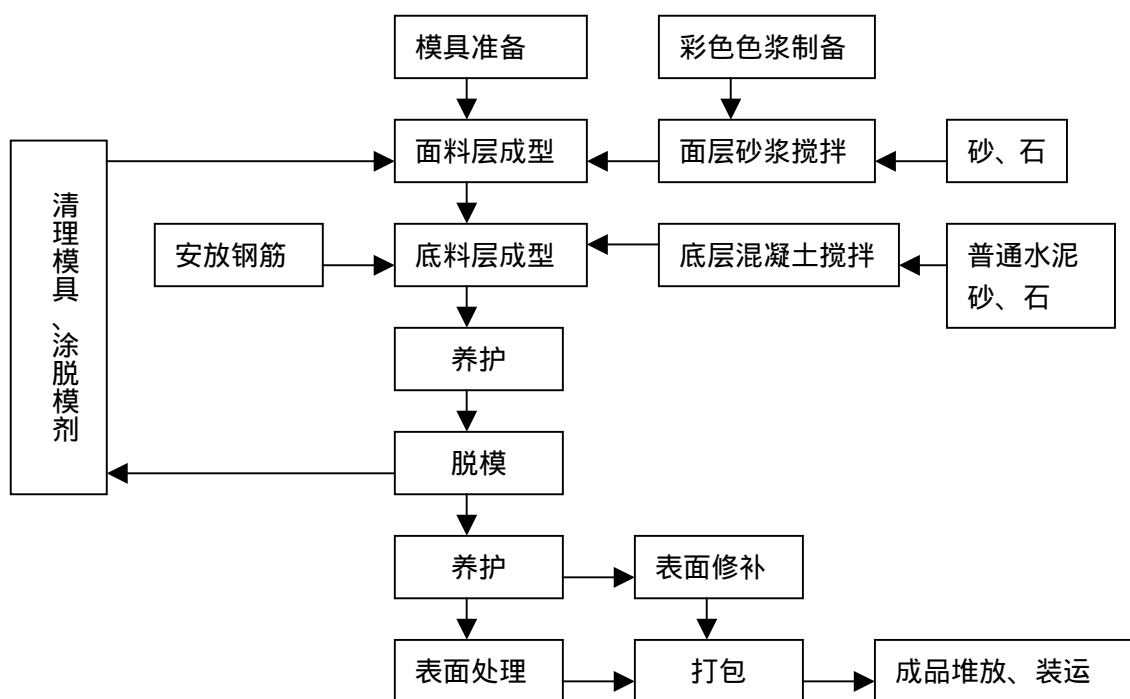 模具准备
彩色色浆制备
面料层成型
面层砂浆搅拌
砂、石
清理模具、涂脱模剂
安放钢筋
底料层成型
底层混凝土搅拌
普通水泥
砂、石
养护
脱模
养护
表面修补
表面处理
打包
成品堆放、装运